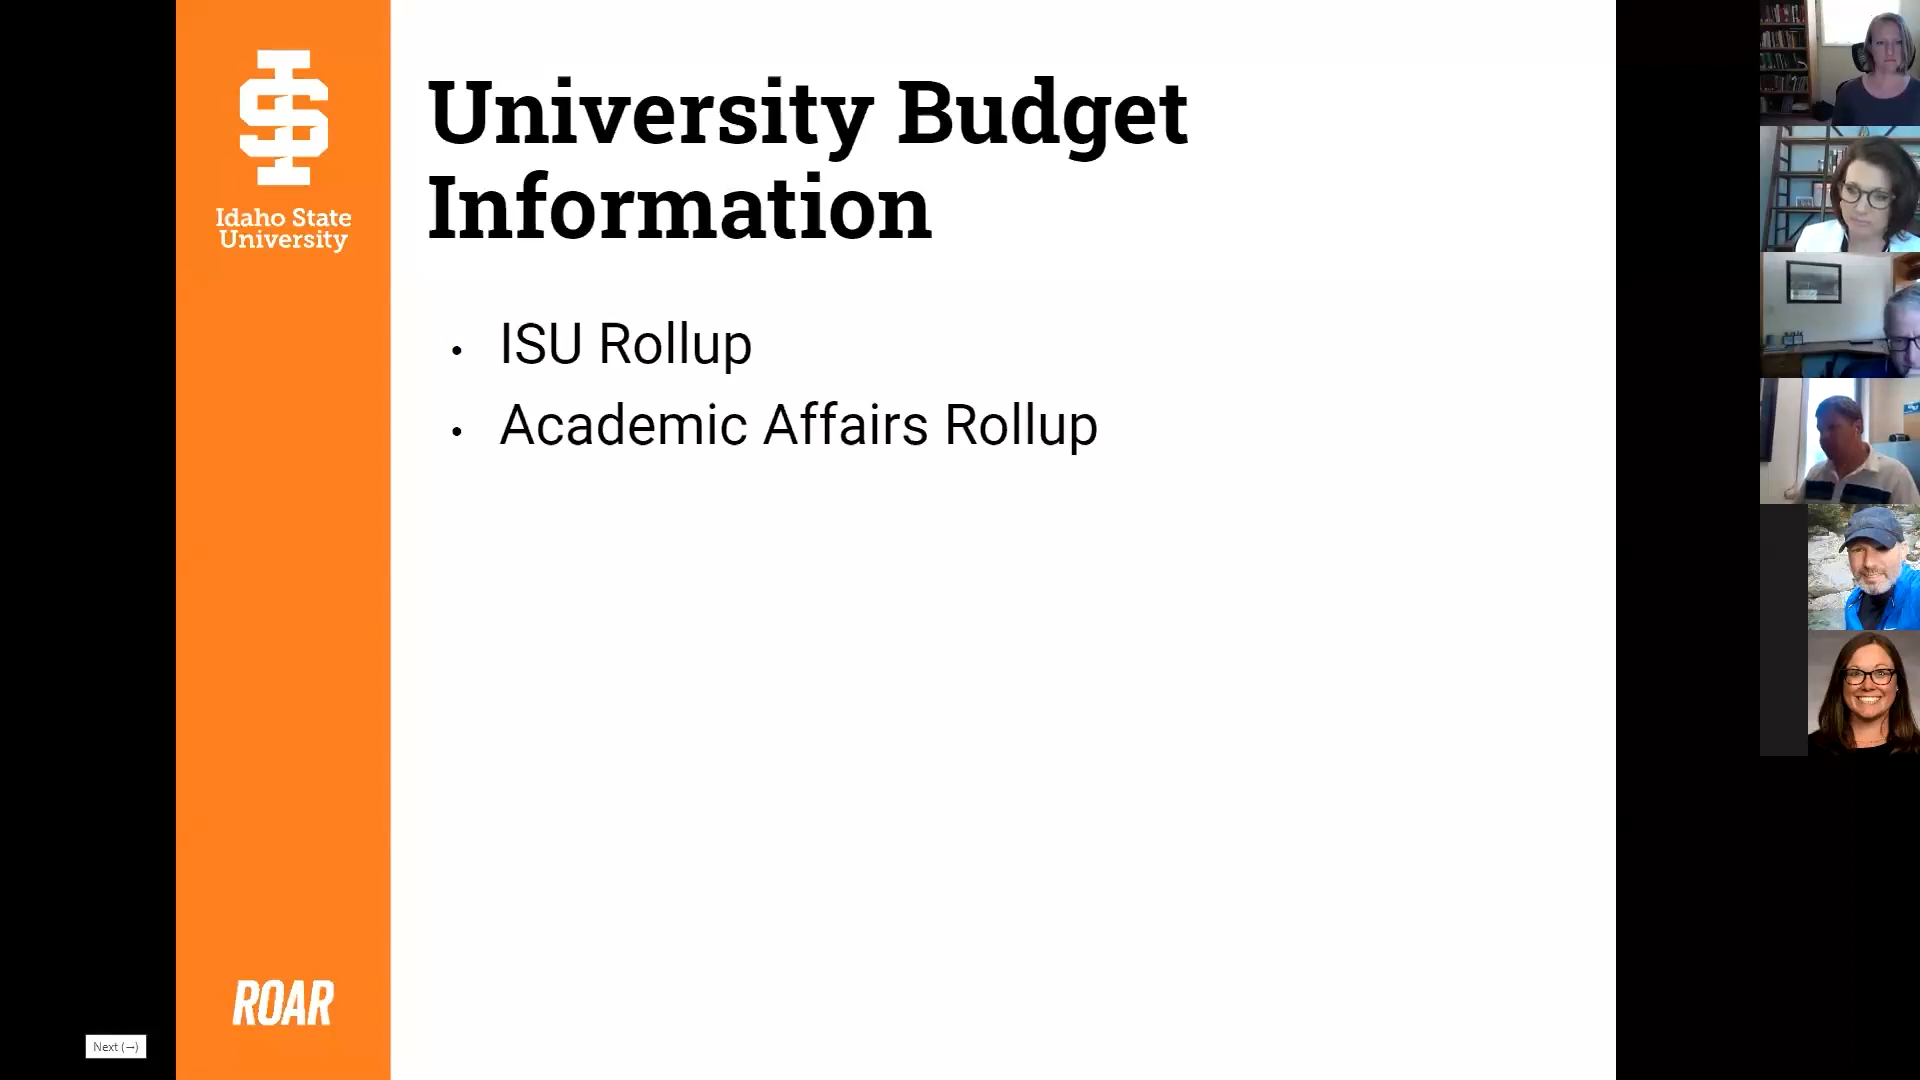 Idaho State
University
University Budget
Information
• ISU Rollup
• Academic Affairs Rollup
ROAR
Next (→)